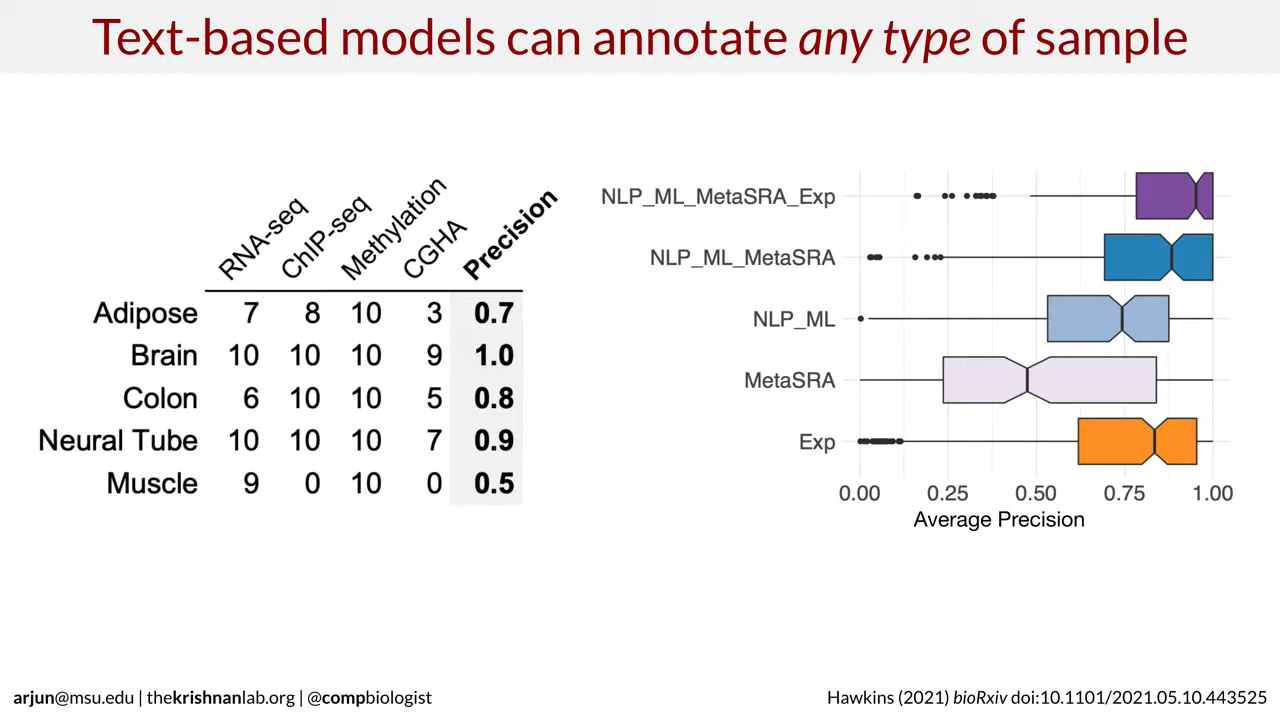 Text-based models can annotate any type of sample
RNA-seq ChIP-seq Methylation CGHA Precision
Adipose 7 8 10 3 0.7
Brain 10 10 10 9 1.0
Colon 6 10 10 5 0.8
Neural Tube 10 10 10 7 0.9
Muscle 9 0 10 0 0.5
NLP_ML_MetaSRA_Exp
NLP_ML_MetaSRA
NLP_ML
MetaSRA
Exp
0.00 0.25 0.50 0.75 1.00
Average Precision
arjun@msu.edu | thekrishnanlab.org | @compbiologist
Hawkins (2021) bioRxiv doi:10.1101/2021.05.10.443525